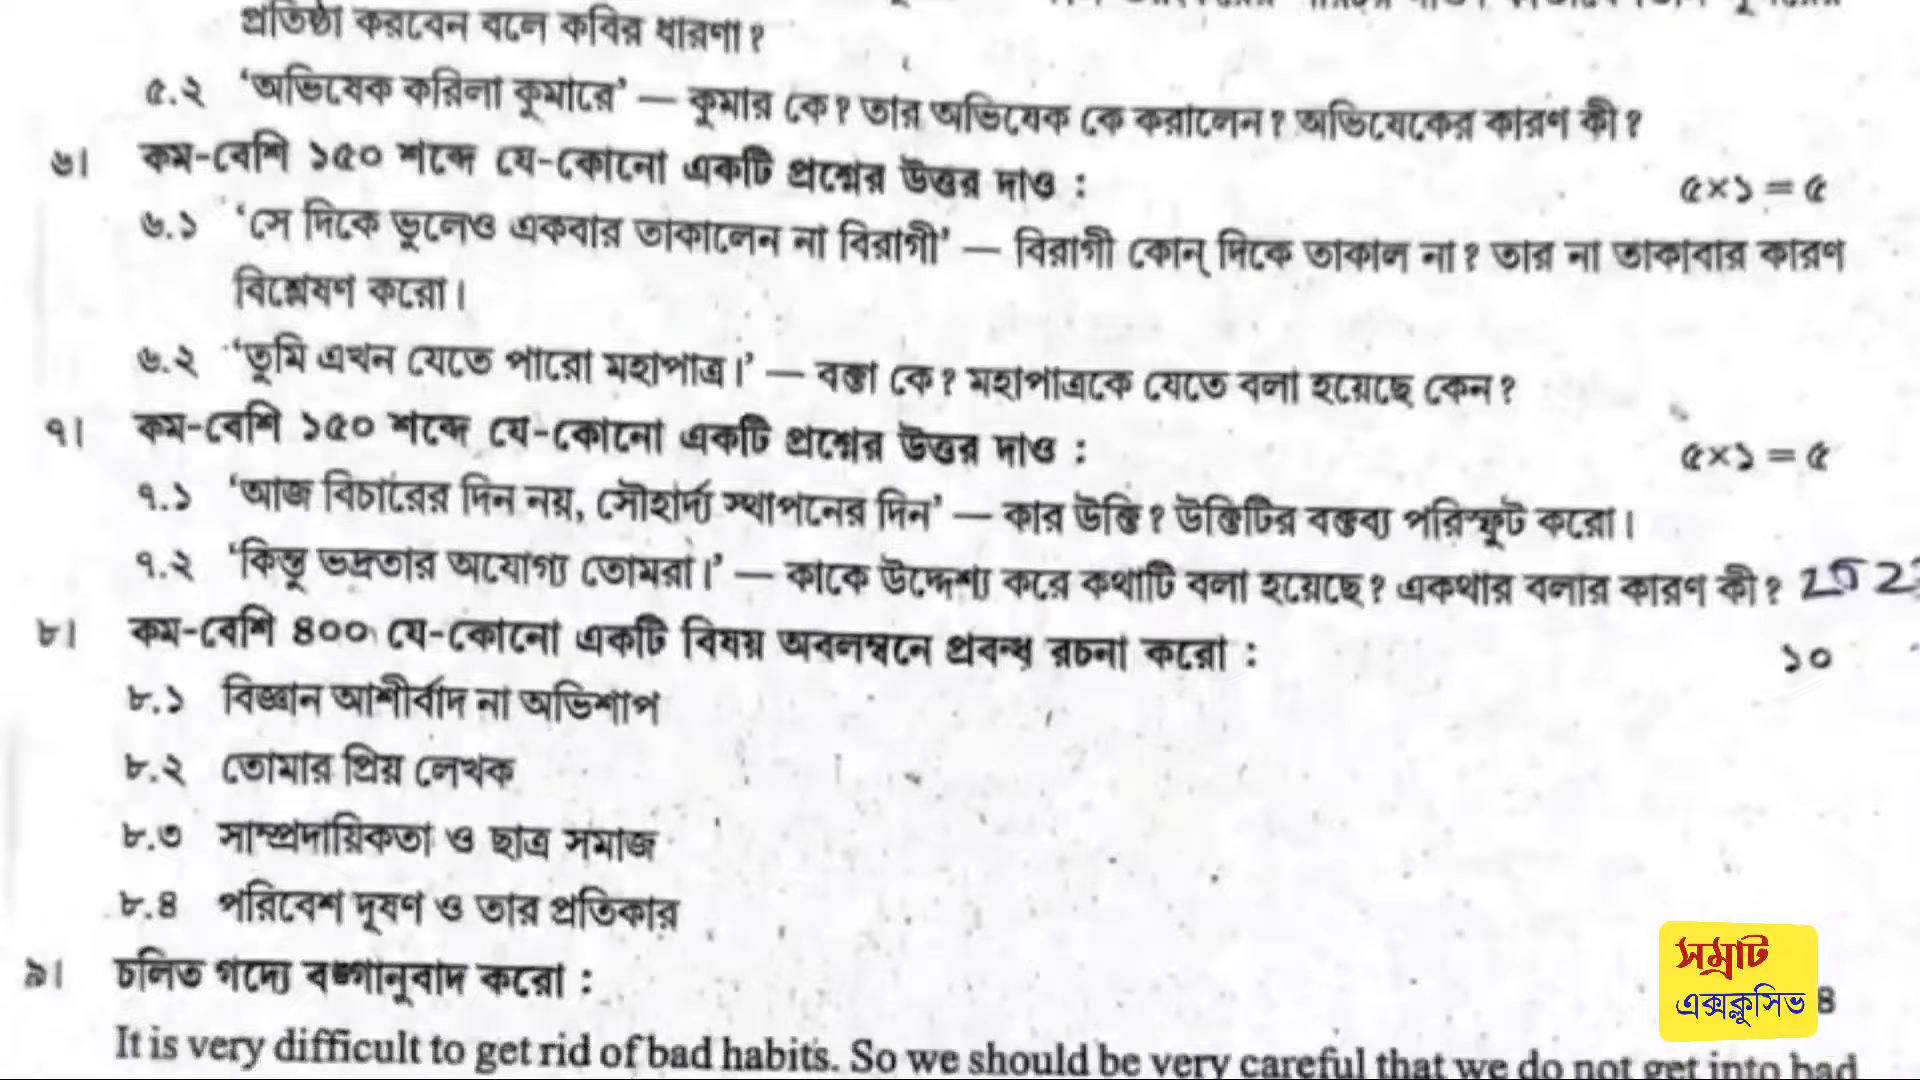 প্রতিষ্ঠা করবেন বলে কবির ধারণা?
৫.২ ‘অভিষেক করিলা কুমারে’ — কুমার কে? তার অভিষেক কে করালেন? অভিষেকের কারণ কী?
৬। কম-বেশি ১৫০ শব্দে যে-কোনো একটি প্রশ্নের উত্তর দাও : ৫×১ = ৫
৬.১ ‘সে দিকে ভুলেও একবার তাকালেন না বিরাগী’ — বিরাগী কোন্ দিকে তাকাল না? তার না তাকাবার কারণ
বিশ্লেষণ করো।
৬.২ ‘তুমি এখন যেতে পারো মহাপাত্র।’ — বক্তা কে? মহাপাত্রকে যেতে বলা হয়েছে কেন?
৭। কম-বেশি ১৫০ শব্দে যে-কোনো একটি প্রশ্নের উত্তর দাও : ৫×১ = ৫
৭.১ ‘আজ বিচারের দিন নয়, সৌহার্দ্য স্থাপনের দিন’ — কার উক্তি? উক্তিটির বক্তব্য পরিস্ফুট করো।
৭.২ ‘কিন্তু ভদ্রতার অযোগ্য তোমরা।’ — কাকে উদ্দেশ্য করে কথাটি বলা হয়েছে? একথার বলার কারণ কী?
৮। কম-বেশি ৪০০ যে-কোনো একটি বিষয় অবলম্বনে প্রবন্ধ রচনা করো : ১০
৮.১ বিজ্ঞান আশীর্বাদ না অভিশাপ
৮.২ তোমার প্রিয় লেখক
৮.৩ সাম্প্রদায়িকতা ও ছাত্র সমাজ
৮.৪ পরিবেশ দূষণ ও তার প্রতিকার
৯। চলিত গদ্যে বঙ্গানুবাদ করো : ৪
সম্রাট
এক্সক্লুসিভ
It is very difficult to get rid of bad habits. So we should be very careful that we do not get into bad